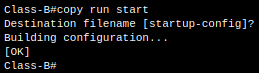 Class-B#copy run start
Destination filename [startup-config]?
Building configuration...
[OK]
Class-B#